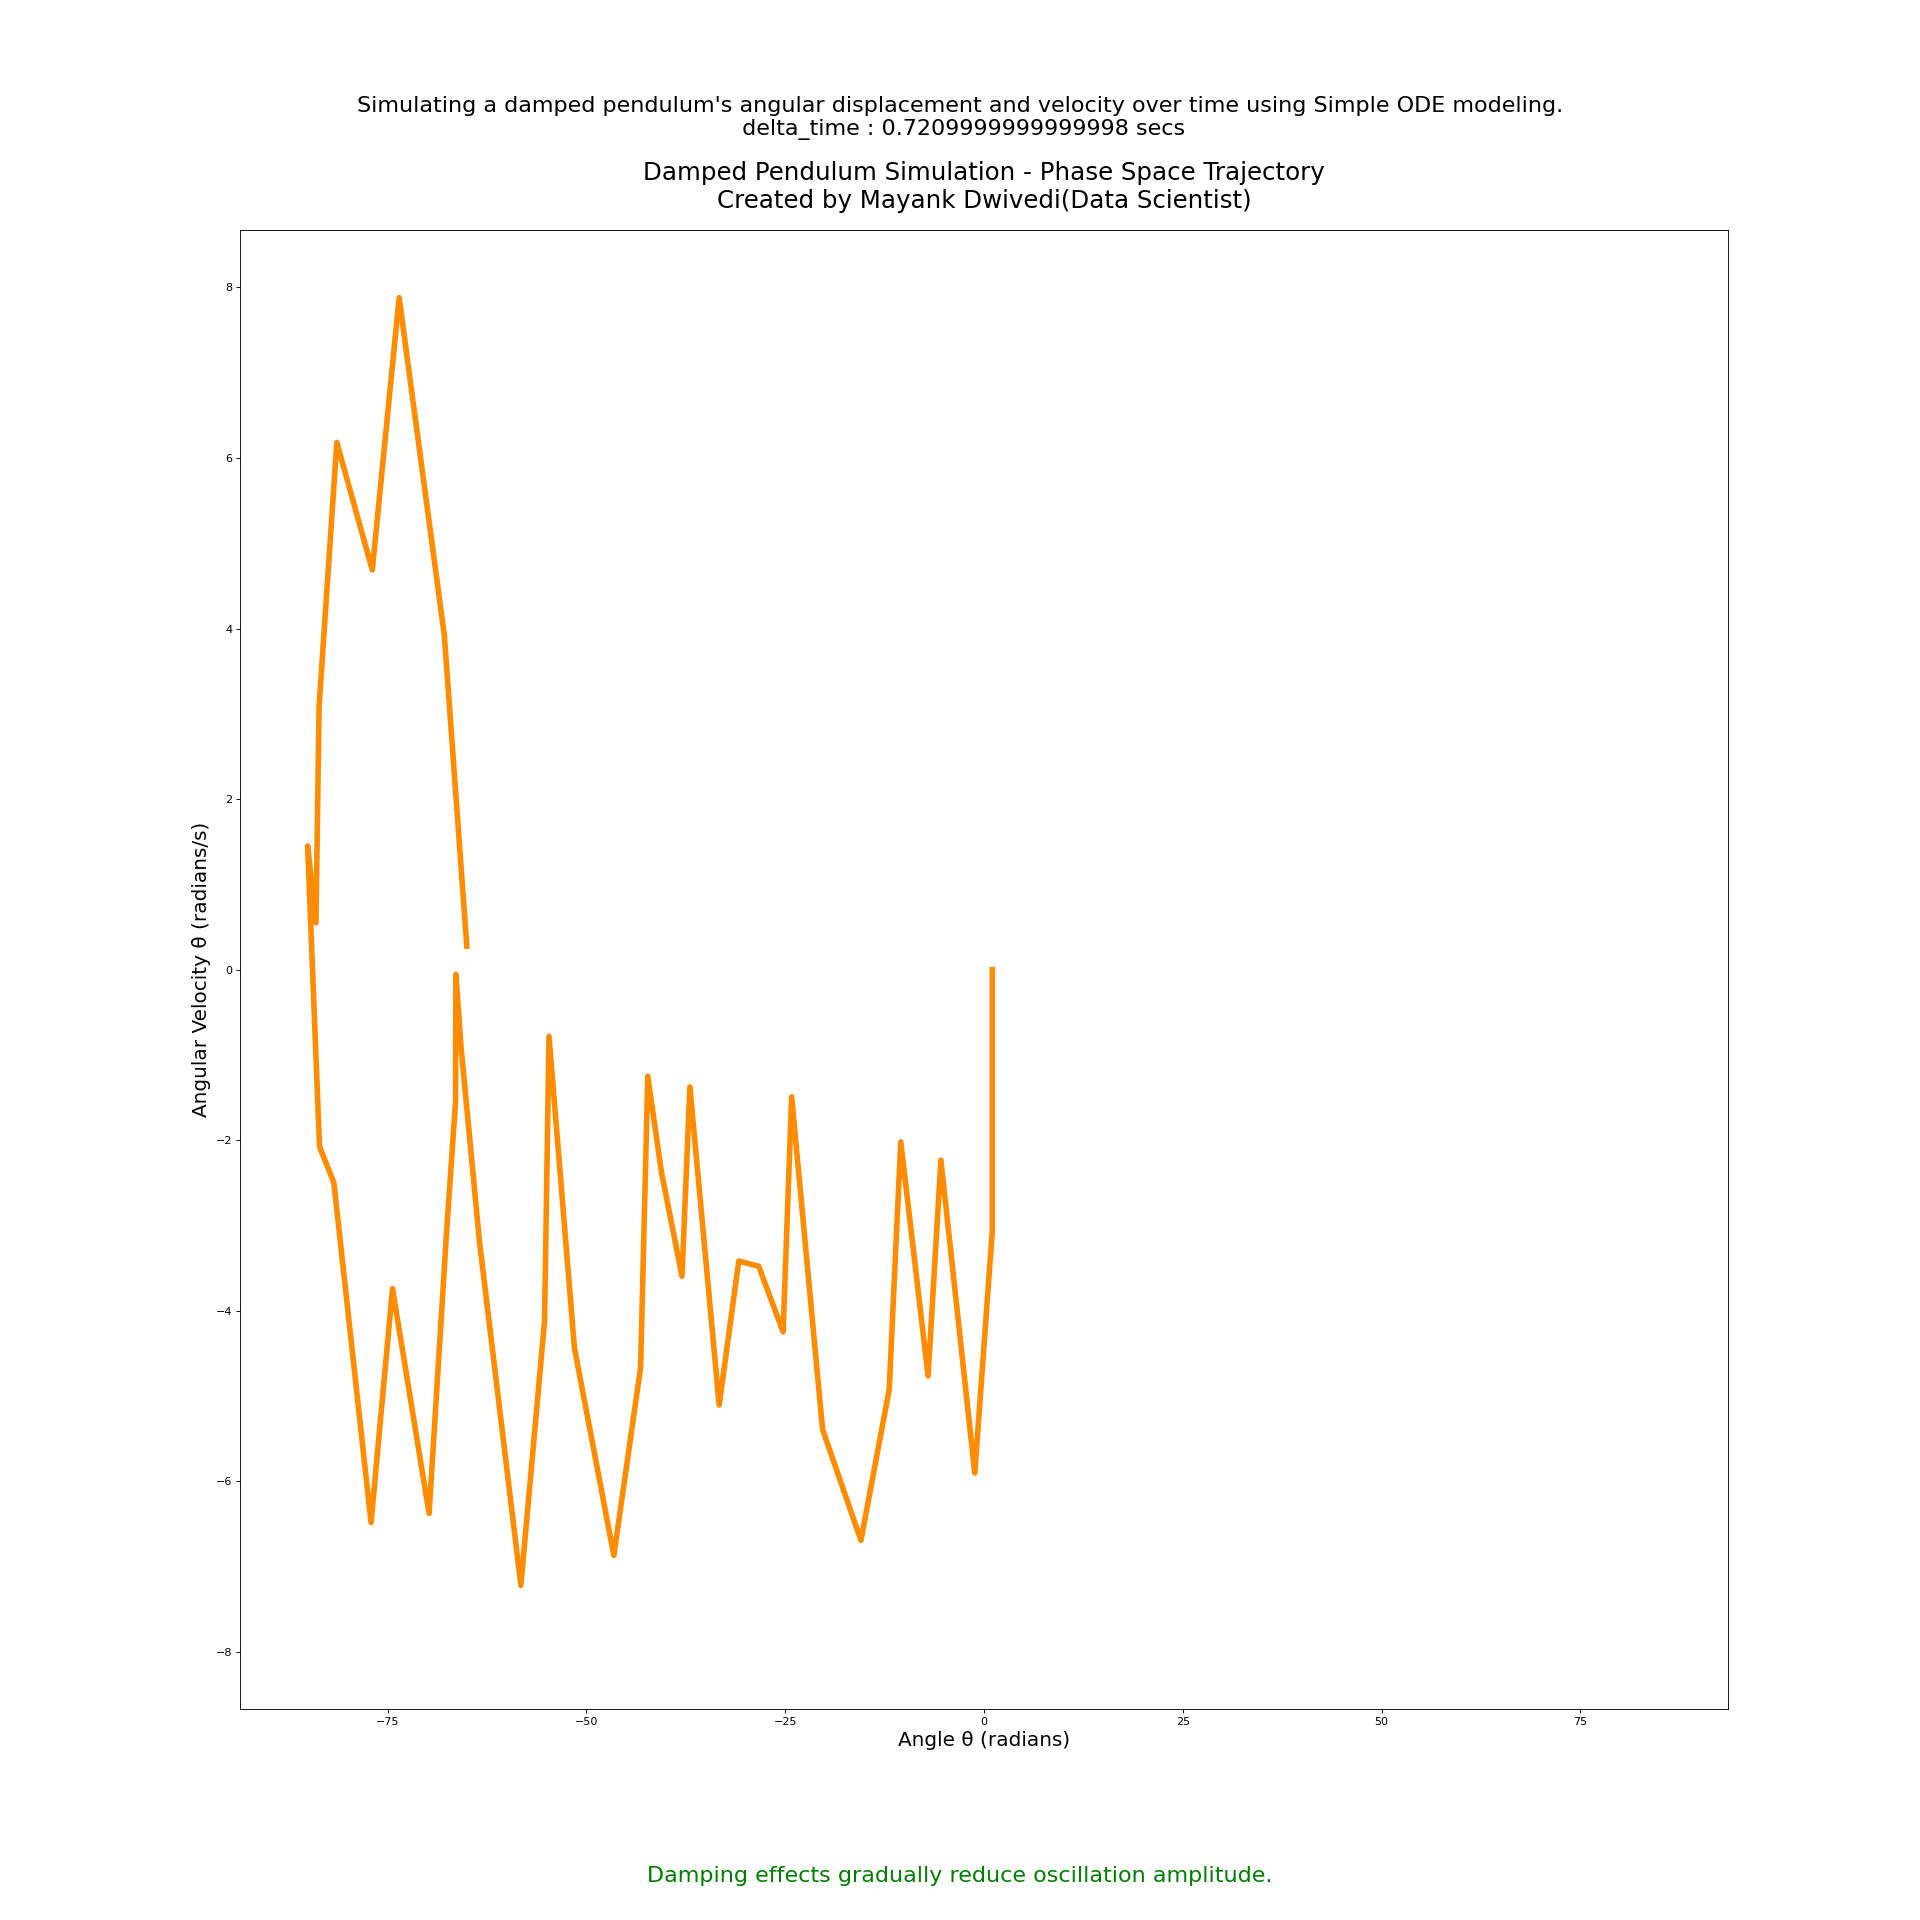 Simulating a damped pendulum's angular displacement and velocity over time using Simple ODE modeling.
delta_time : 0.7209999999999998 secs
Damped Pendulum Simulation - Phase Space Trajectory
Created by Mayank Dwivedi(Data Scientist)
8
6
4
2
0
−2
−4
−6
−8
Angular Velocity θ (radians/s)
−75
−50
−25
0
25
50
75
Angle θ (radians)
Damping effects gradually reduce oscillation amplitude.